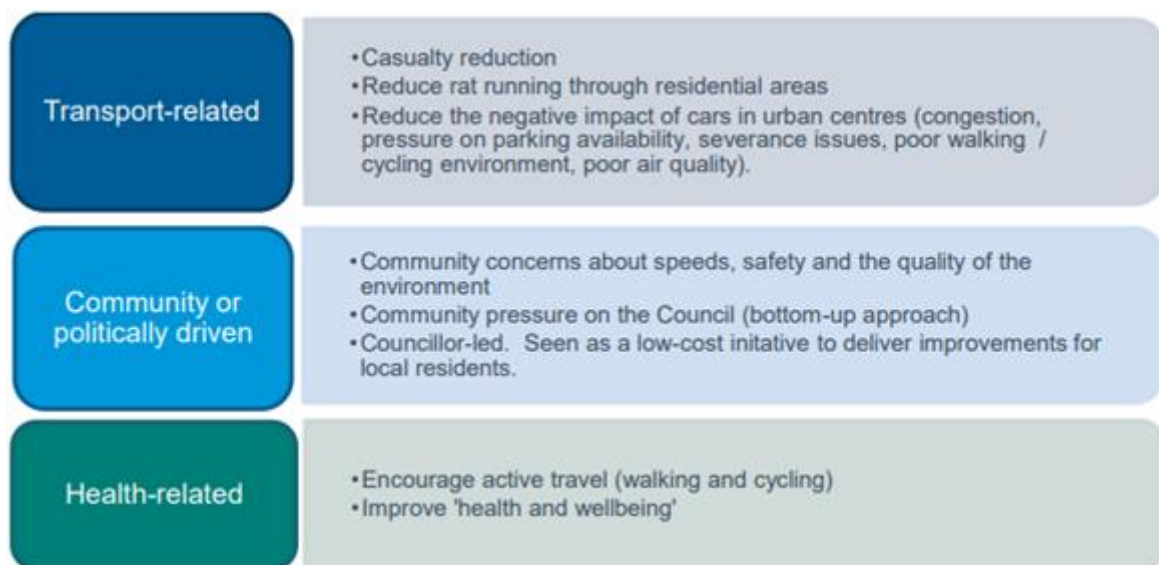 Transport-related
•Casualty reduction
•Reduce rat running through residential areas
•Reduce the negative impact of cars in urban centres (congestion,
pressure on parking availability, severance issues, poor walking /
cycling environment, poor air quality).
Community or
politically driven
•Community concerns about speeds, safety and the quality of the
environment
•Community pressure on the Council (bottom-up approach)
•Councillor-led. Seen as a low-cost initative to deliver improvements for
local residents.
Health-related
•Encourage active travel (walking and cycling)
•Improve 'health and wellbeing'